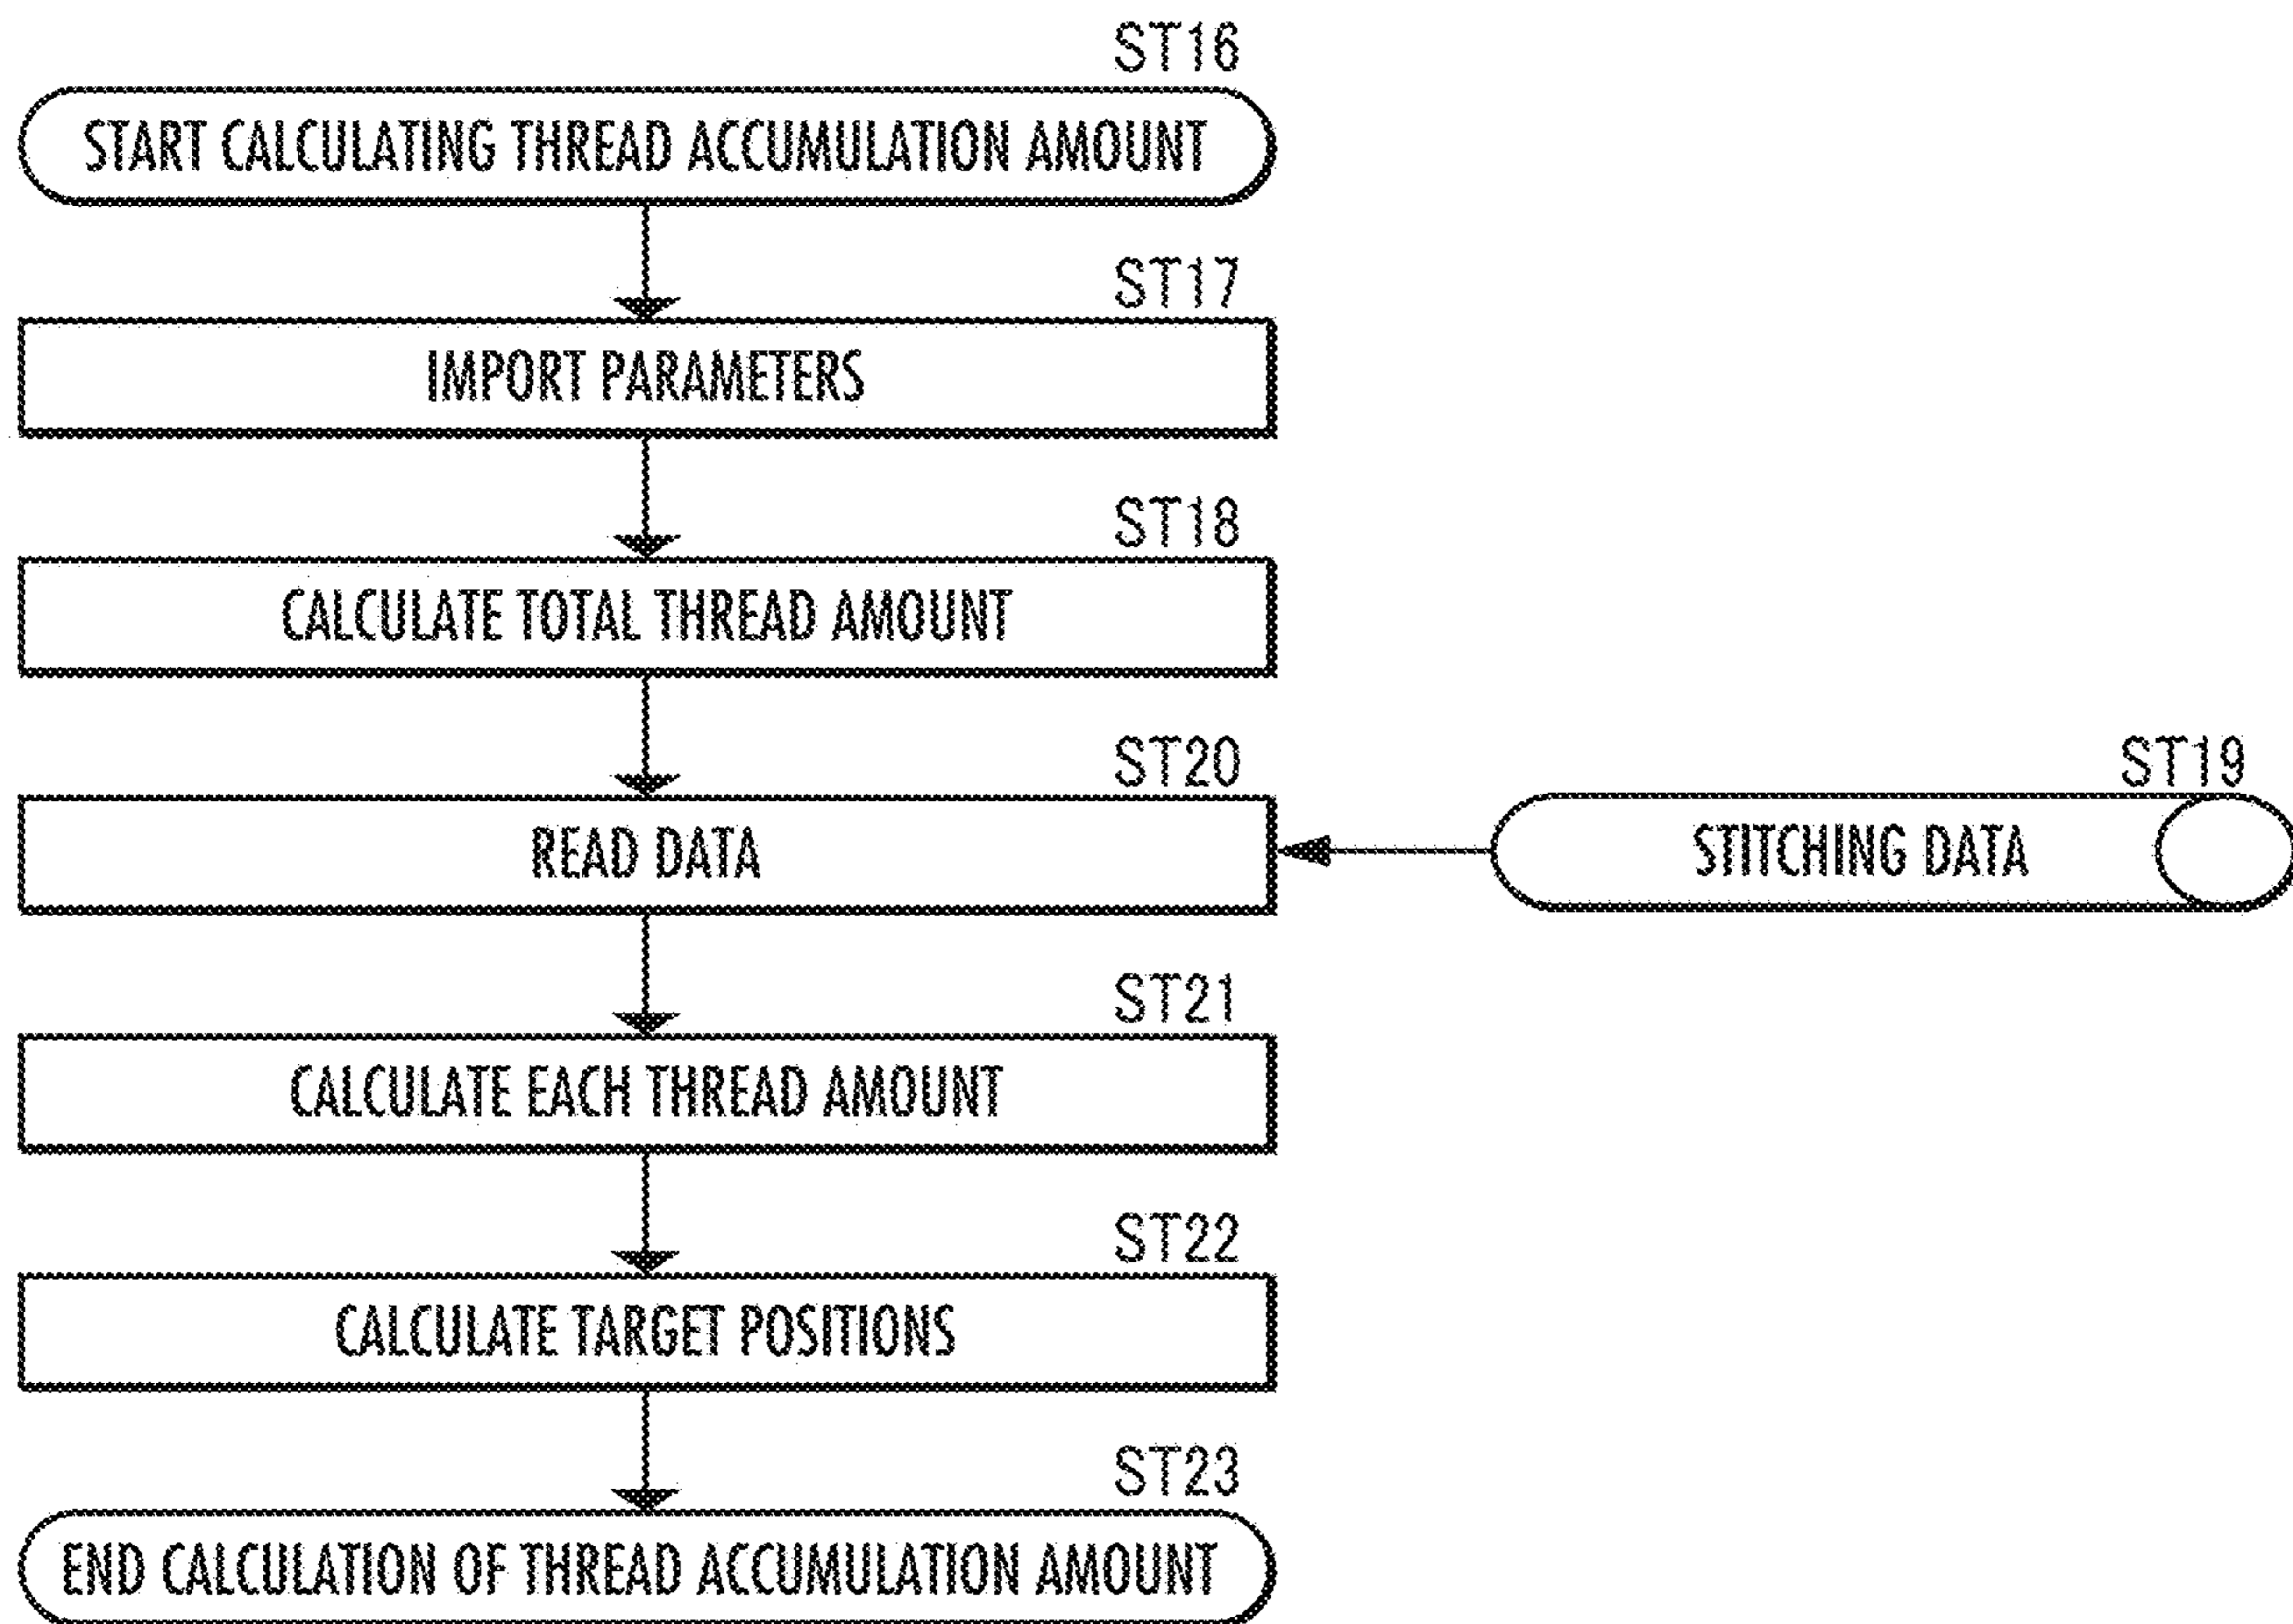 ST16
START CALCULATING THREAD ACCUMULATION AMOUNT
ST17
IMPORT PARAMETERS
ST18
CALCULATE TOTAL THREAD AMOUNT
ST20
READ DATA
ST19
STITCHING DATA
ST21
CALCULATE EACH THREAD AMOUNT
ST22
CALCULATE TARGET POSITIONS
ST23
END CALCULATION OF THREAD ACCUMULATION AMOUNT